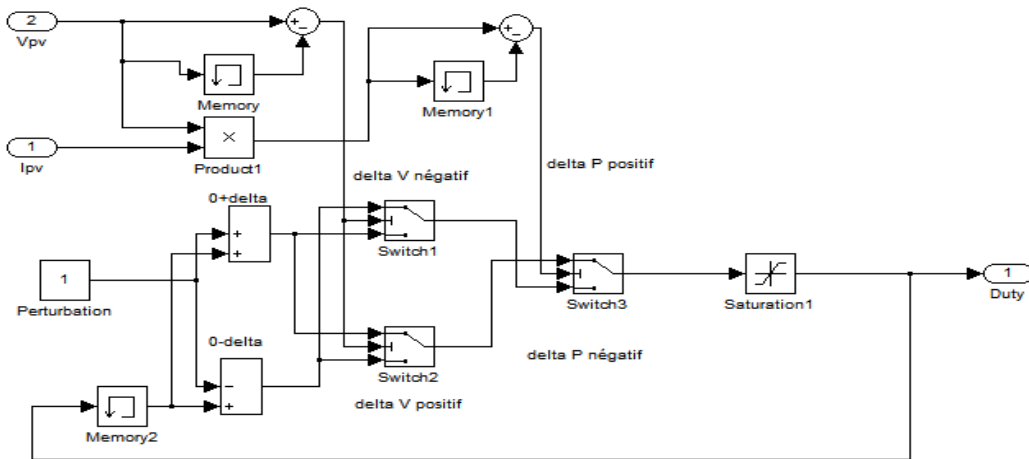 2
Vpv
+
−
Memory
+
−
Memory1
1
Ipv
×
Product1
delta V négatif
delta P positif
0+delta
+
+
Switch1
1
Perturbation
Switch3
Saturation1
1
Duty
0-delta
−
+
Switch2
delta P négatif
delta V positif
Memory2